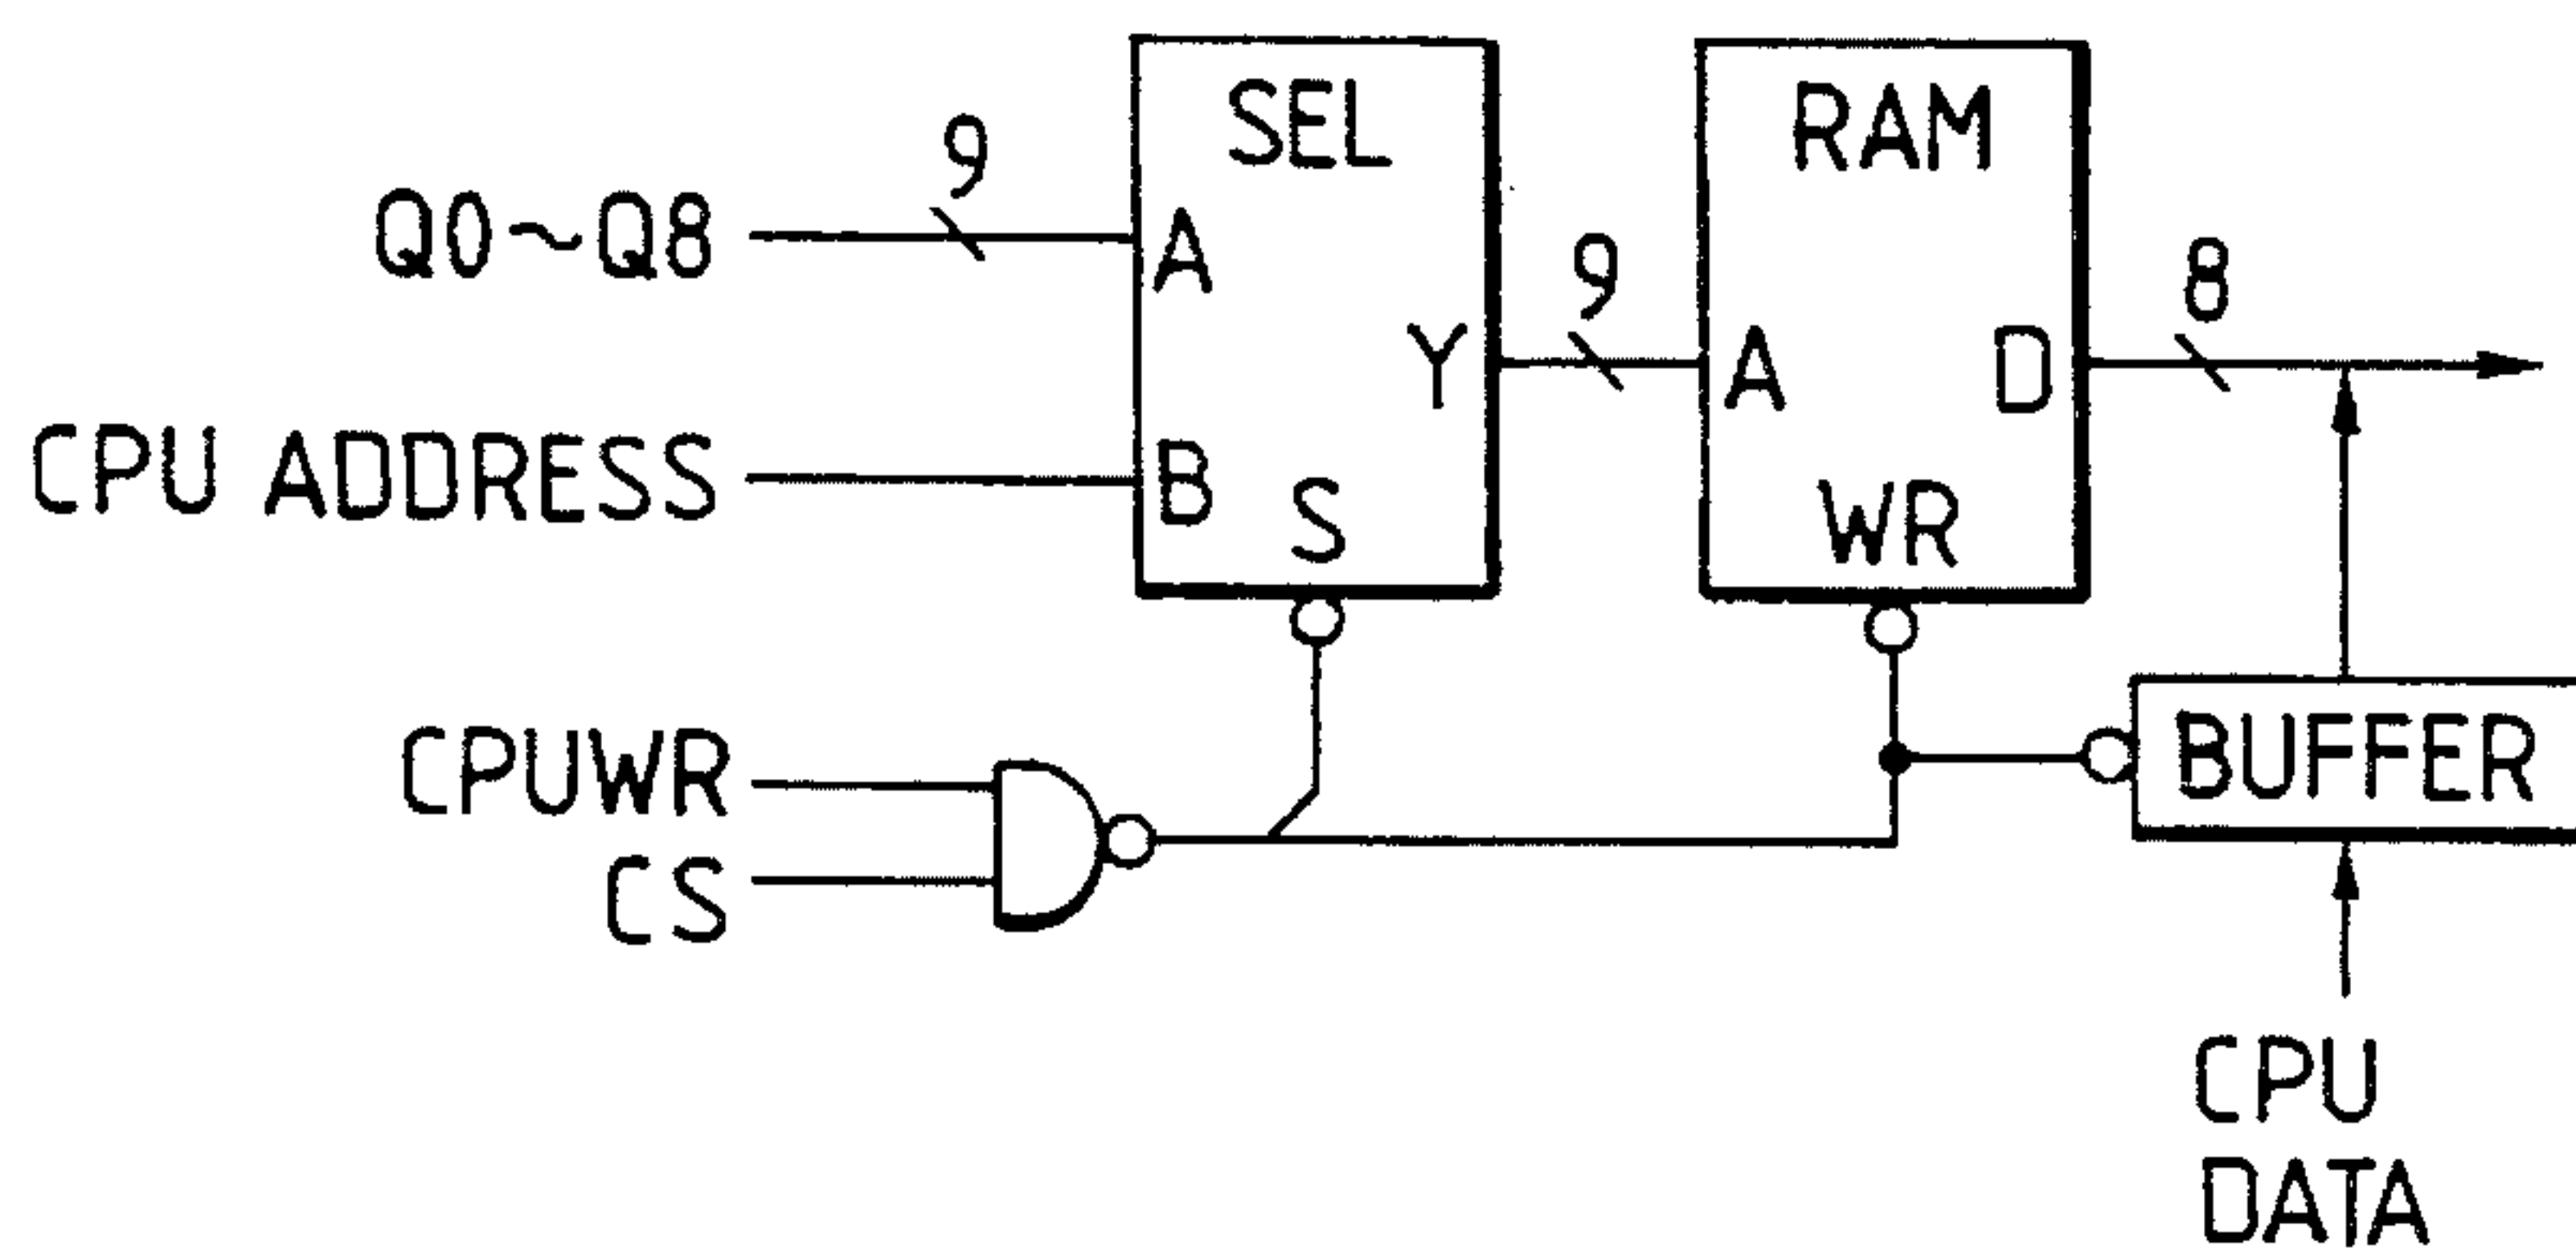 SEL
RAM
9
Q0~Q8
A
9
8
Y
A
D
CPU ADDRESS
B
S
WR
CPUWR
BUFFER
CS
CPU
DATA